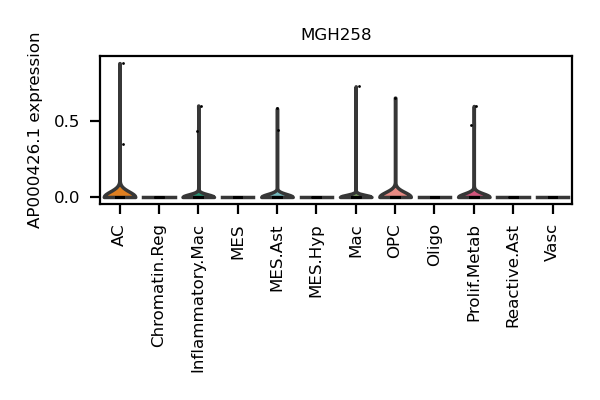 MGH258
AP000426.1 expression
0.5
0.0
AC
Chromatin.Reg
Inflammatory.Mac
MES
MES.Ast
MES.Hyp
Mac
OPC
Oligo
Prolif.Metab
Reactive.Ast
Vasc